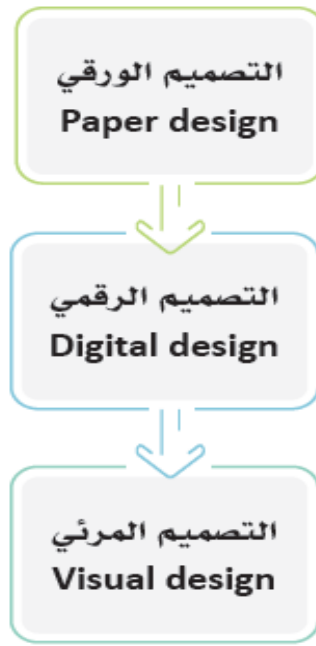 التصميم الورقي
Paper design
التصميم الرقمي
Digital design
التصميم المرئي
Visual design